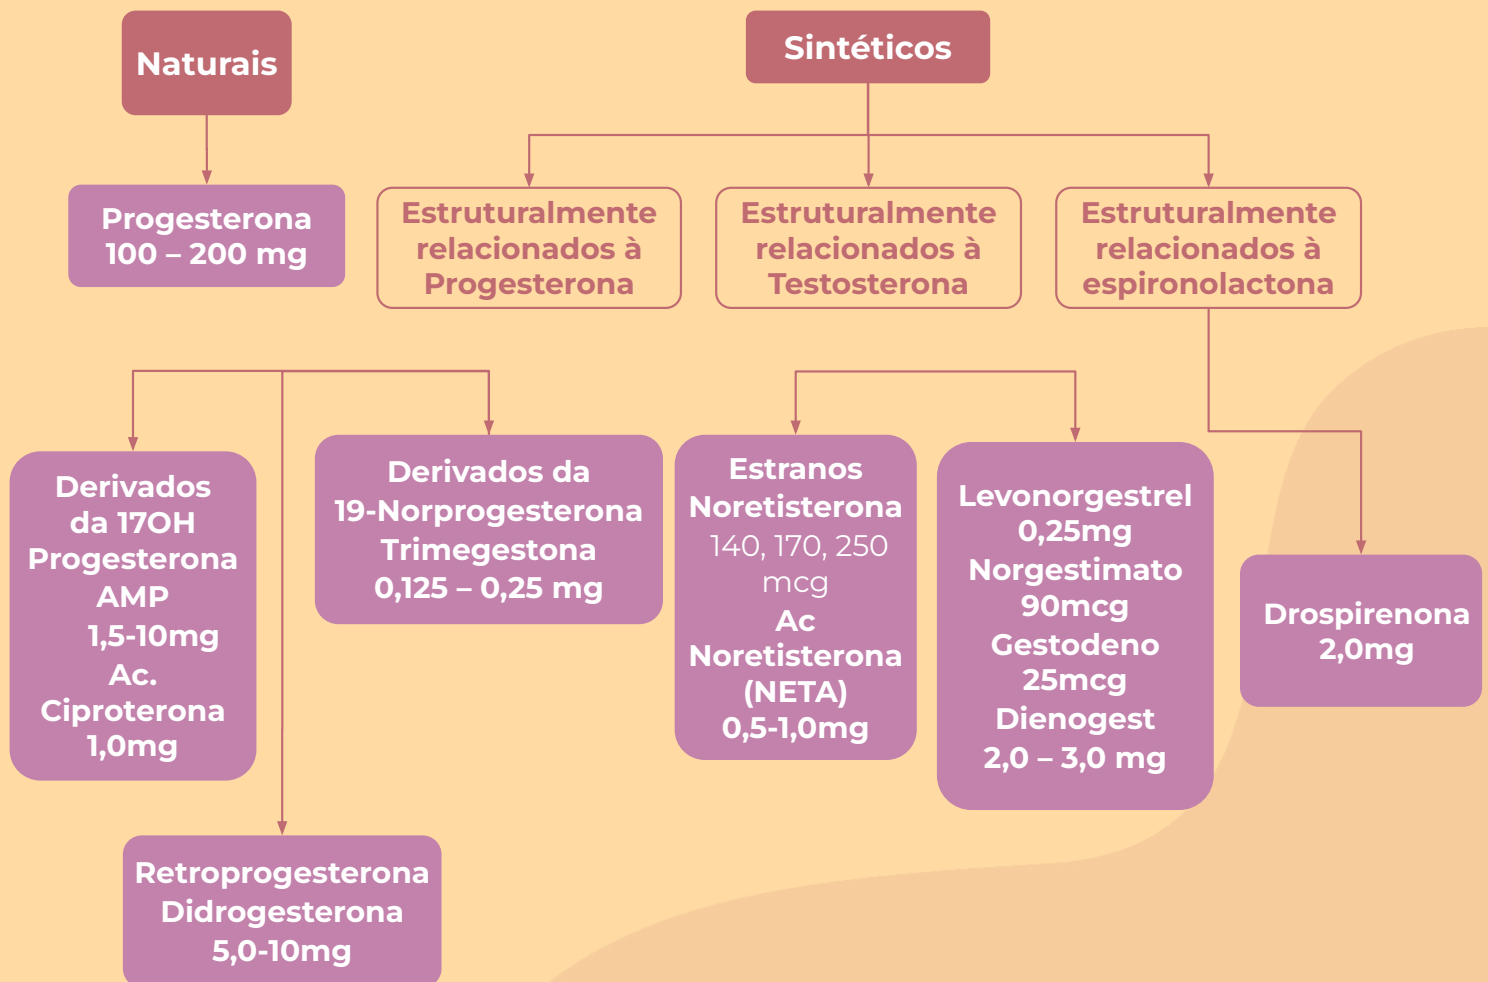 Naturais
Sintéticos
Progesterona
100 – 200 mg
Estruturalmente
relacionados à
Progesterona
Estruturalmente
relacionados à
Testosterona
Estruturalmente
relacionados à
espironolactona
Derivados
da 17OH
Progesterona
AMP
1,5-10mg
Ac.
Ciproterona
1,0mg
Derivados da
19-Norprogesterona
Trimegestona
0,125 – 0,25 mg
Estranos
Noretisterona
140, 170, 250
mcg
Ac
Noretisterona
(NETA)
0,5-1,0mg
Levonorgestrel
0,25mg
Norgestimato
90mcg
Gestodeno
25mcg
Dienogest
2,0 – 3,0 mg
Drospirenona
2,0mg
Retroprogesterona
Didrogesterona
5,0-10mg